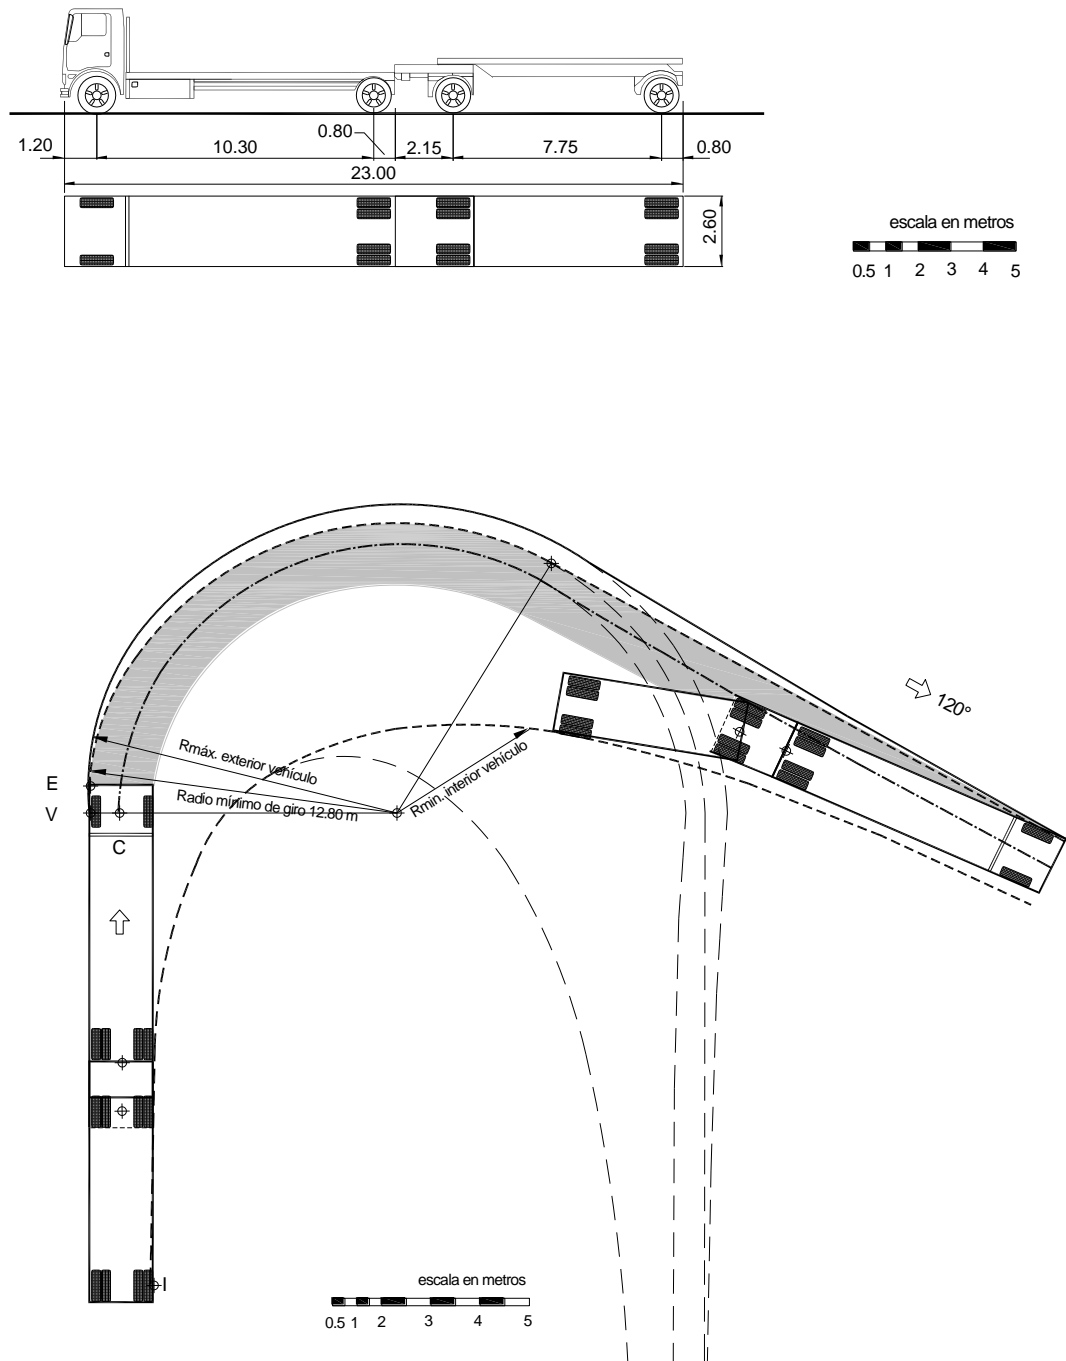 0.80
1.20
10.30
2.15
7.75
0.80
23.00
2.60
escala en metros
0.5 1 2 3 4 5
120°
Rmáx. exterior vehículo
Rmin. interior vehículo
E
Radio mínimo de giro 12.80 m
V
C
I
escala en metros
0.5 1 2 3 4 5